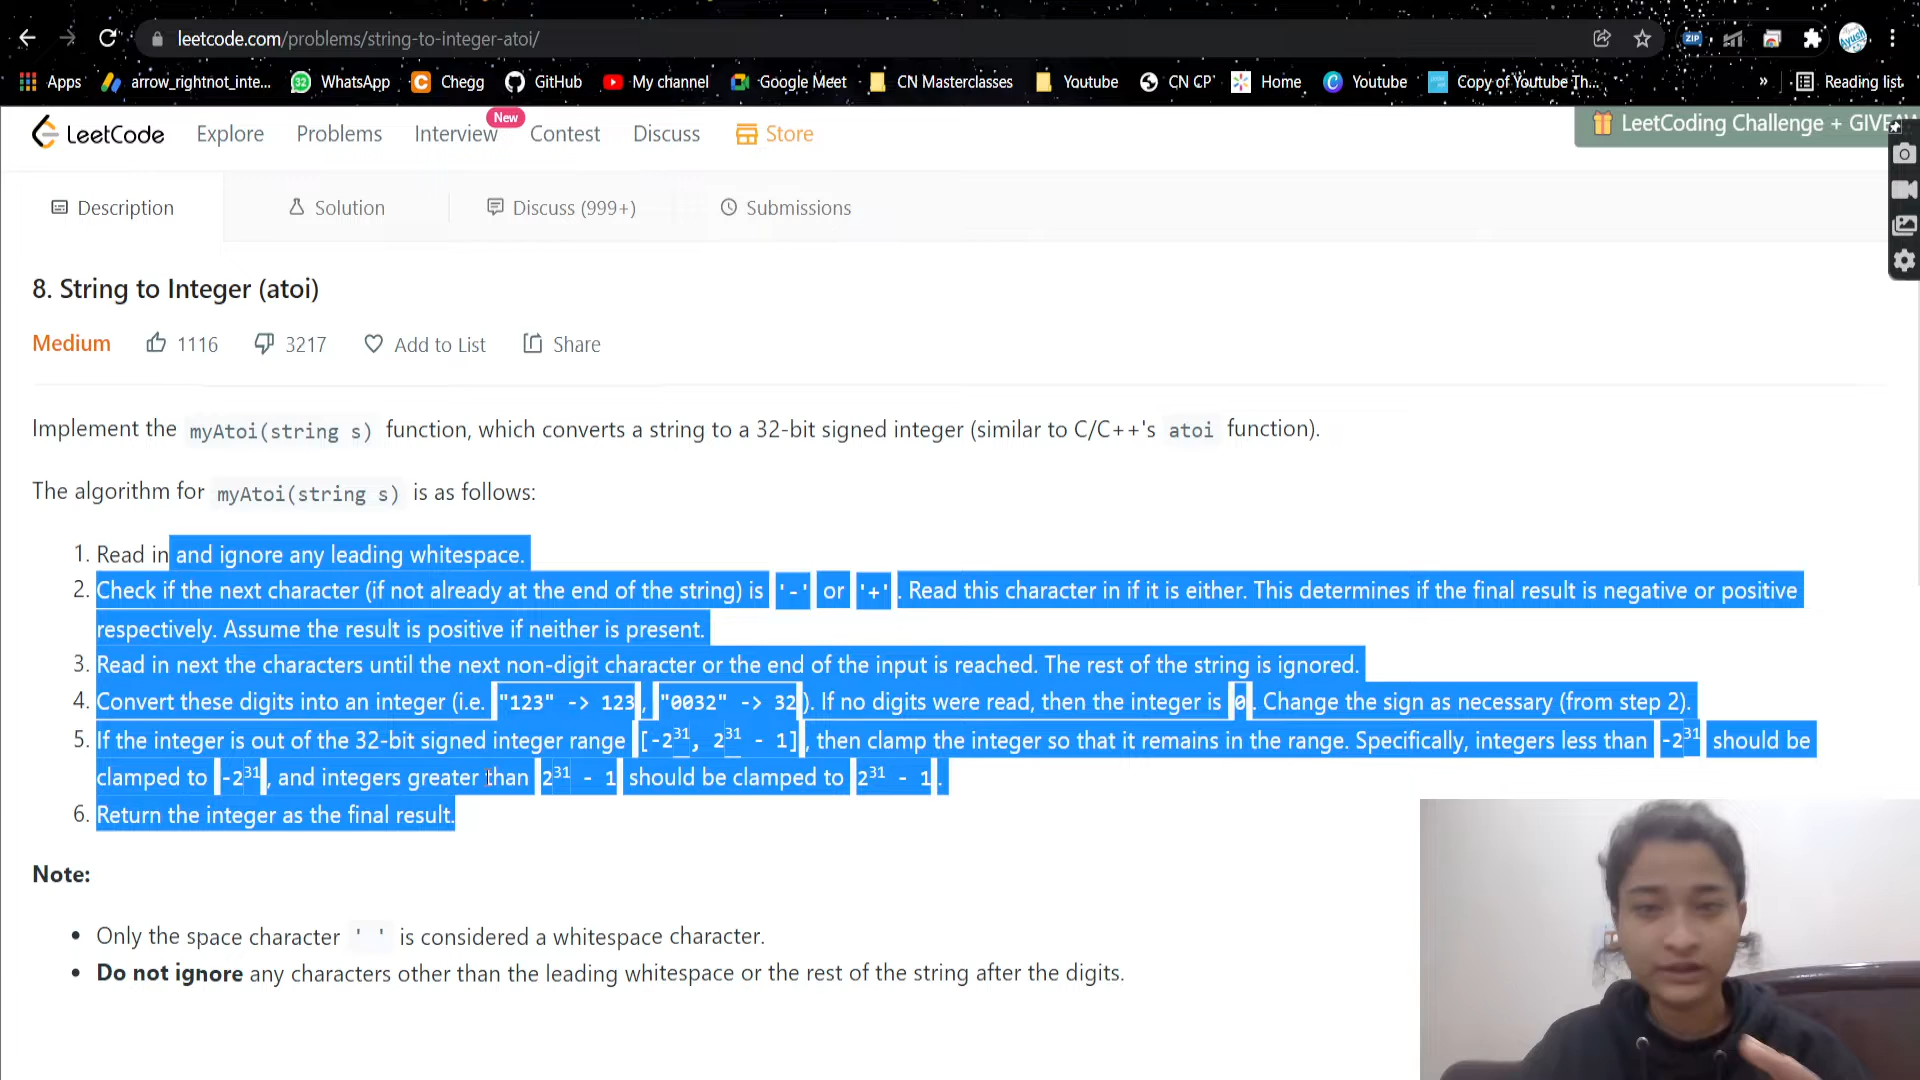 leetcode.com/problems/string-to-integer-atoi/
ZIP
Apps arrow_rightnot_inte... 32 WhatsApp Chegg GitHub My channel Google Meet CN Masterclasses Youtube CN CP Home Youtube Copy of Youtube Th... » Reading list
LeetCode Explore Problems Interview New Contest Discuss Store LeetCoding Challenge + GIVEAW
Description Solution Discuss (999+) Submissions
8. String to Integer (atoi)
Medium 1116 3217 Add to List Share
Implement the myAtoi(string s) function, which converts a string to a 32-bit signed integer (similar to C/C++'s atoi function).
The algorithm for myAtoi(string s) is as follows:
1. Read in and ignore any leading whitespace.
2. Check if the next character (if not already at the end of the string) is '-' or '+'. Read this character in if it is either. This determines if the final result is negative or positive
respectively. Assume the result is positive if neither is present.
3. Read in next the characters until the next non-digit character or the end of the input is reached. The rest of the string is ignored.
4. Convert these digits into an integer (i.e. "123" -> 123, "0032" -> 32). If no digits were read, then the integer is 0. Change the sign as necessary (from step 2).
5. If the integer is out of the 32-bit signed integer range [-2³¹, 2³¹ - 1], then clamp the integer so that it remains in the range. Specifically, integers less than -2³¹ should be
clamped to -2³¹, and integers greater than 2³¹ - 1 should be clamped to 2³¹ - 1.
6. Return the integer as the final result.
Note:
• Only the space character ' ' is considered a whitespace character.
• Do not ignore any characters other than the leading whitespace or the rest of the string after the digits.